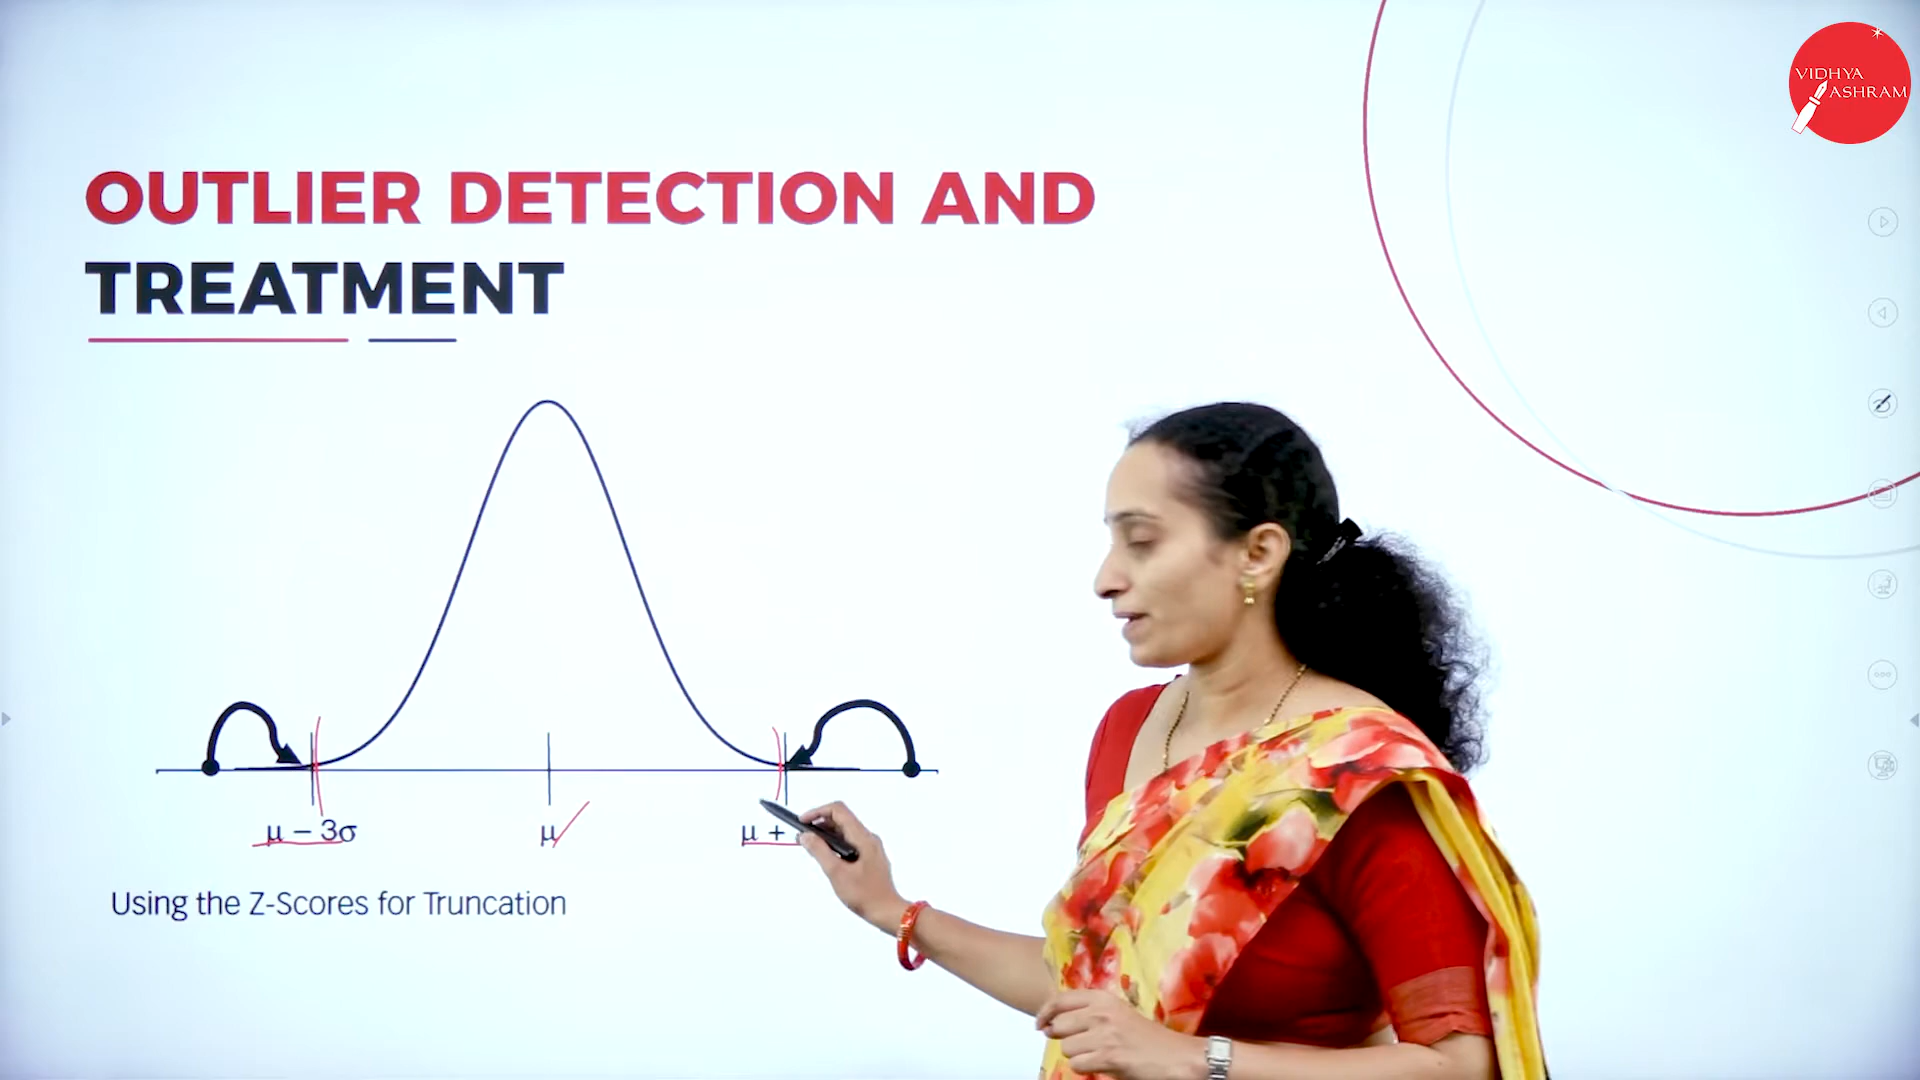 VIDHYA
ASHRAM
OUTLIER DETECTION AND
TREATMENT
μ – 3σ
μ
μ +
Using the Z-Scores for Truncation